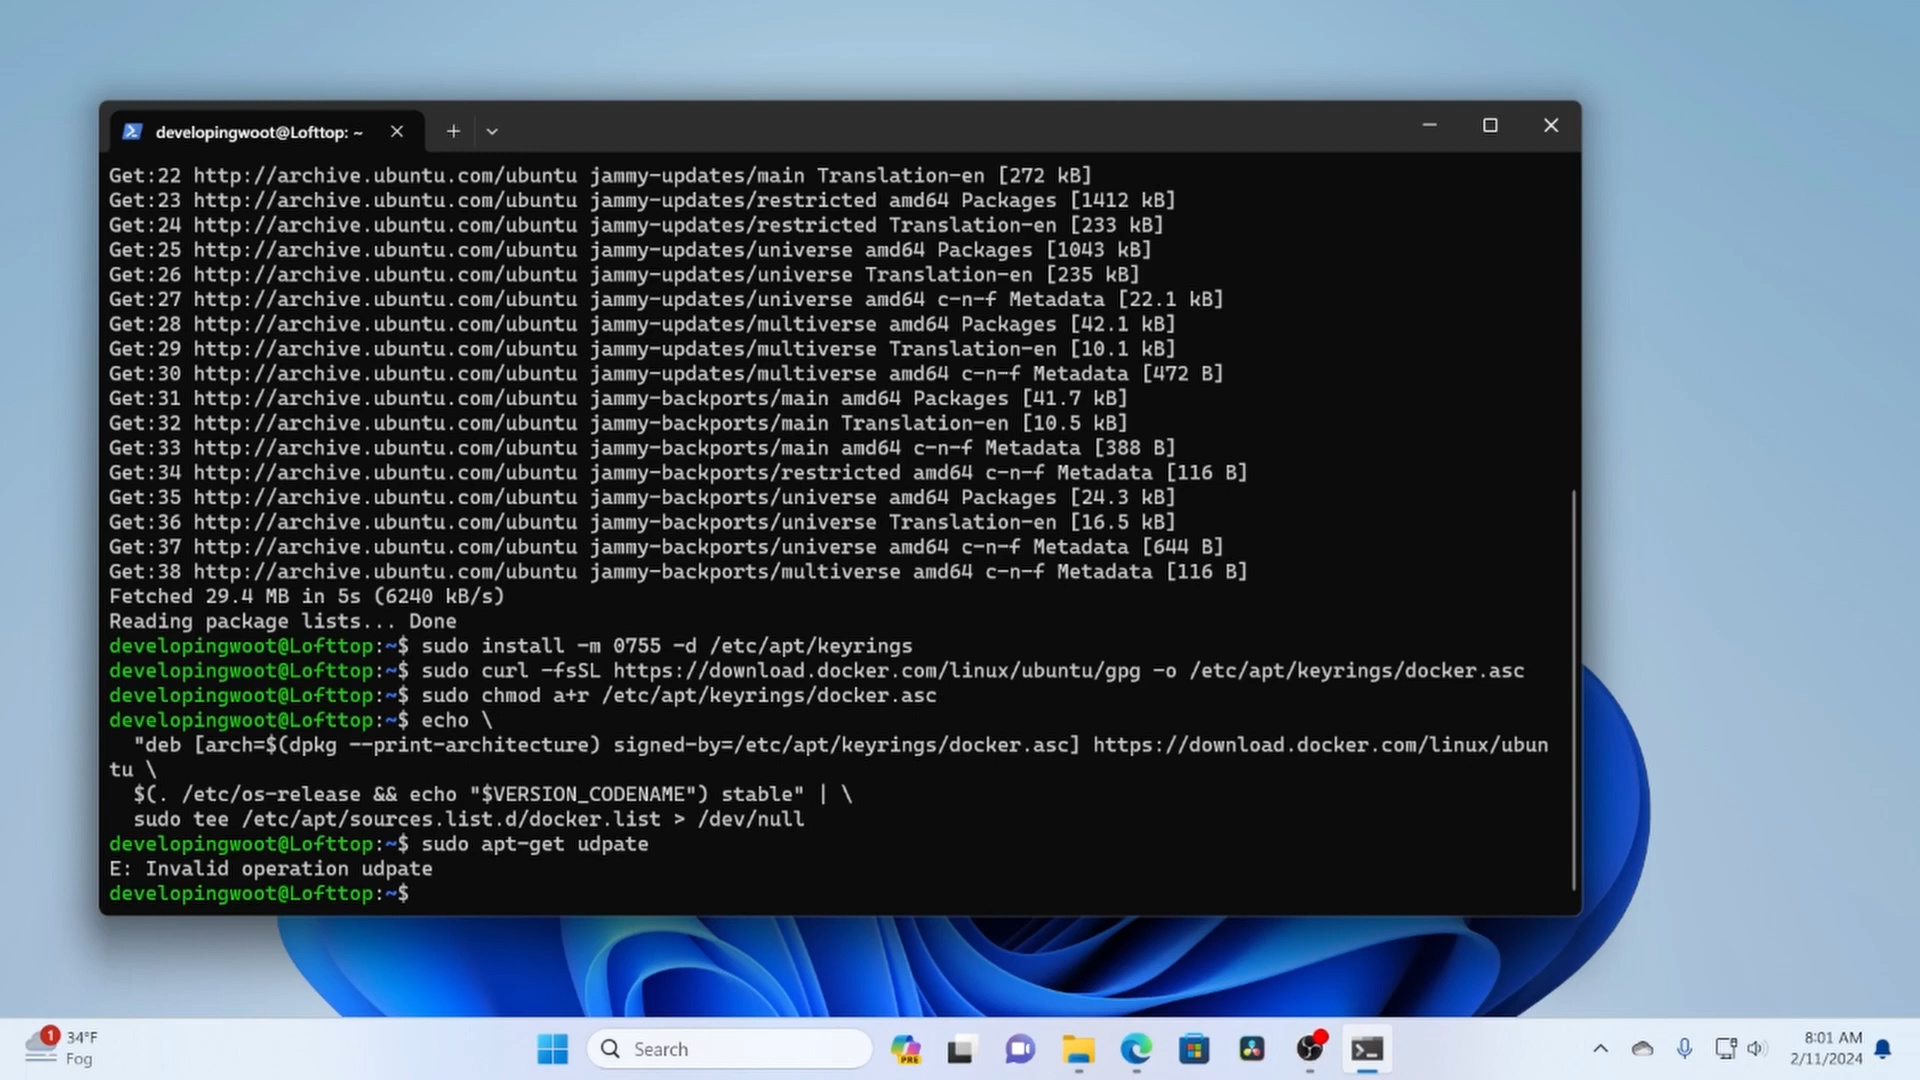 developingwoot@Lofttop: ~
Get:22 http://archive.ubuntu.com/ubuntu jammy-updates/main Translation-en [272 kB]
Get:23 http://archive.ubuntu.com/ubuntu jammy-updates/restricted amd64 Packages [1412 kB]
Get:24 http://archive.ubuntu.com/ubuntu jammy-updates/restricted Translation-en [233 kB]
Get:25 http://archive.ubuntu.com/ubuntu jammy-updates/universe amd64 Packages [1043 kB]
Get:26 http://archive.ubuntu.com/ubuntu jammy-updates/universe Translation-en [235 kB]
Get:27 http://archive.ubuntu.com/ubuntu jammy-updates/universe amd64 c-n-f Metadata [22.1 kB]
Get:28 http://archive.ubuntu.com/ubuntu jammy-updates/multiverse amd64 Packages [42.1 kB]
Get:29 http://archive.ubuntu.com/ubuntu jammy-updates/multiverse Translation-en [10.1 kB]
Get:30 http://archive.ubuntu.com/ubuntu jammy-updates/multiverse amd64 c-n-f Metadata [472 B]
Get:31 http://archive.ubuntu.com/ubuntu jammy-backports/main amd64 Packages [41.7 kB]
Get:32 http://archive.ubuntu.com/ubuntu jammy-backports/main Translation-en [10.5 kB]
Get:33 http://archive.ubuntu.com/ubuntu jammy-backports/main amd64 c-n-f Metadata [388 B]
Get:34 http://archive.ubuntu.com/ubuntu jammy-backports/restricted amd64 c-n-f Metadata [116 B]
Get:35 http://archive.ubuntu.com/ubuntu jammy-backports/universe amd64 Packages [24.3 kB]
Get:36 http://archive.ubuntu.com/ubuntu jammy-backports/universe Translation-en [16.5 kB]
Get:37 http://archive.ubuntu.com/ubuntu jammy-backports/universe amd64 c-n-f Metadata [644 B]
Get:38 http://archive.ubuntu.com/ubuntu jammy-backports/multiverse amd64 c-n-f Metadata [116 B]
Fetched 29.4 MB in 5s (6240 kB/s)
Reading package lists... Done
developingwoot@Lofttop:~$ sudo install -m 0755 -d /etc/apt/keyrings
developingwoot@Lofttop:~$ sudo curl -fsSL https://download.docker.com/linux/ubuntu/gpg -o /etc/apt/keyrings/docker.asc
developingwoot@Lofttop:~$ sudo chmod a+r /etc/apt/keyrings/docker.asc
developingwoot@Lofttop:~$ echo \
"deb [arch=$(dpkg --print-architecture) signed-by=/etc/apt/keyrings/docker.asc] https://download.docker.com/linux/ubun
tu \
$(. /etc/os-release && echo "$VERSION_CODENAME") stable" | \
sudo tee /etc/apt/sources.list.d/docker.list > /dev/null
developingwoot@Lofttop:~$ sudo apt-get udpate
E: Invalid operation udpate
developingwoot@Lofttop:~$
1
34°F
Fog
Search
PRE
8:01 AM
2/11/2024